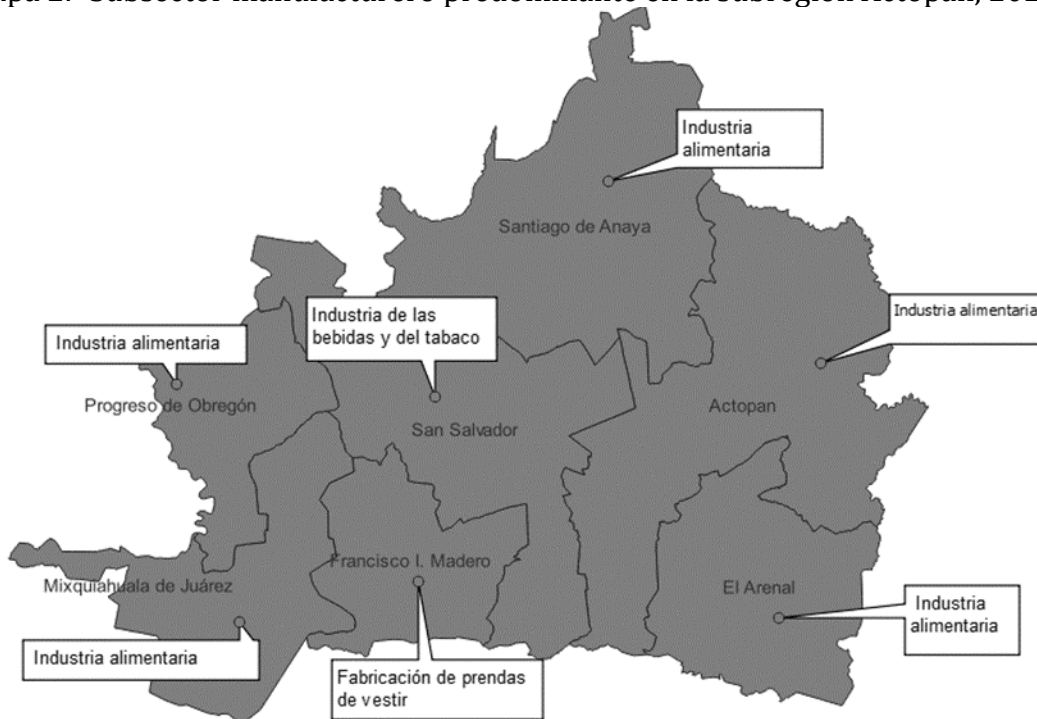 Subsector manufacturero predominante en la subregión Actopan,
Industria
alimentaria
Santiago de Anaya
Industria de las
bebidas y del tabaco
Industria alimentaria
Industria alimentaria
Progreso de Obregón
Actopan
San Salvador
Francisco I. Madero
Mixquiahuala de Juárez
El Arenal
Industria
alimentaria
Industria alimentaria
Fabricación de prendas
de vestir